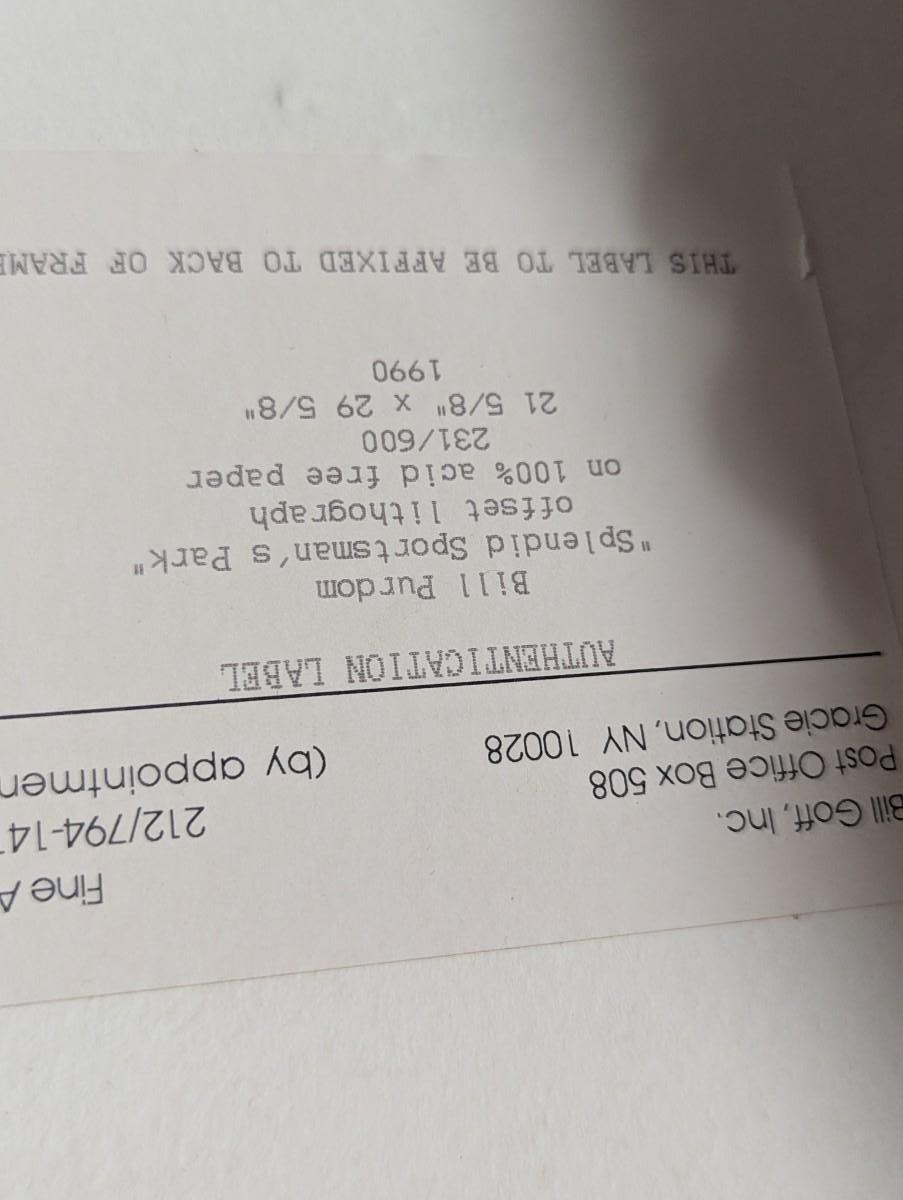 Fine
Bill Goff, Inc. 212/794-14
Post Office Box 508
Gracie Station, NY 10028 (by
AUTHENTICATION LABEL
Bill Purdom
"Splendid Sportsman's Park"
offset lithograph
on 100% acid free paper
231/600
21 5/8" x 29 5/8"
1990
THIS LABEL TO BE AFFIXED TO BACK OF FRAME